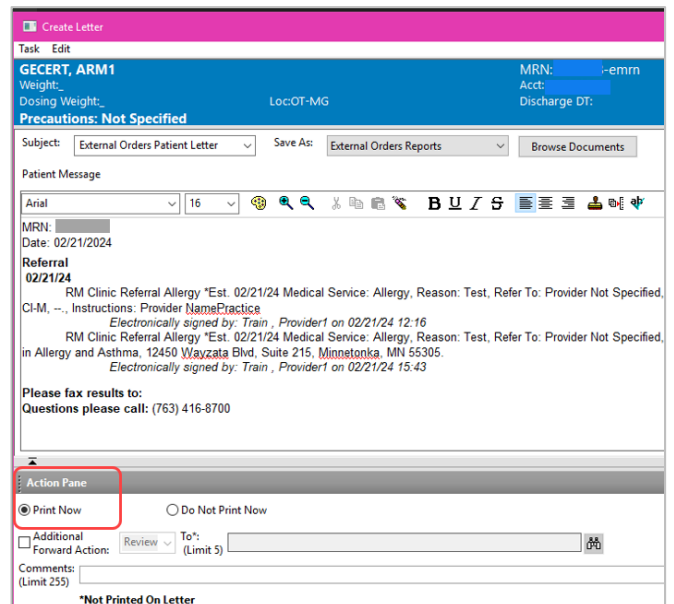 Create Letter
Task Edit
GECERT, ARM1 MRN: -emrn
Weight:_ Acct:
Dosing Weight:_ Loc:OT-MG Discharge DT:
Precautions: Not Specified
Subject: External Orders Patient Letter Save As: External Orders Reports Browse Documents
Patient Message
Arial 16 B U I S
MRN:
Date: 02/21/2024
Referral
02/21/24
RM Clinic Referral Allergy *Est. 02/21/24 Medical Service: Allergy, Reason: Test, Refer To: Provider Not Specified,
CI-M, --., Instructions: Provider NamePractice
Electronically signed by: Train , Provider1 on 02/21/24 12:16
RM Clinic Referral Allergy *Est. 02/21/24 Medical Service: Allergy, Reason: Test, Refer To: Provider Not Specified,
in Allergy and Asthma, 12450 Wayzata Blvd, Suite 215, Minnetonka, MN 55305.
Electronically signed by: Train , Provider1 on 02/21/24 15:43
Please fax results to:
Questions please call: (763) 416-8700
Action Pane
Print Now Do Not Print Now
Additional
Forward Action: Review To*:
(Limit 5)
Comments:
(Limit 255)
*Not Printed On Letter